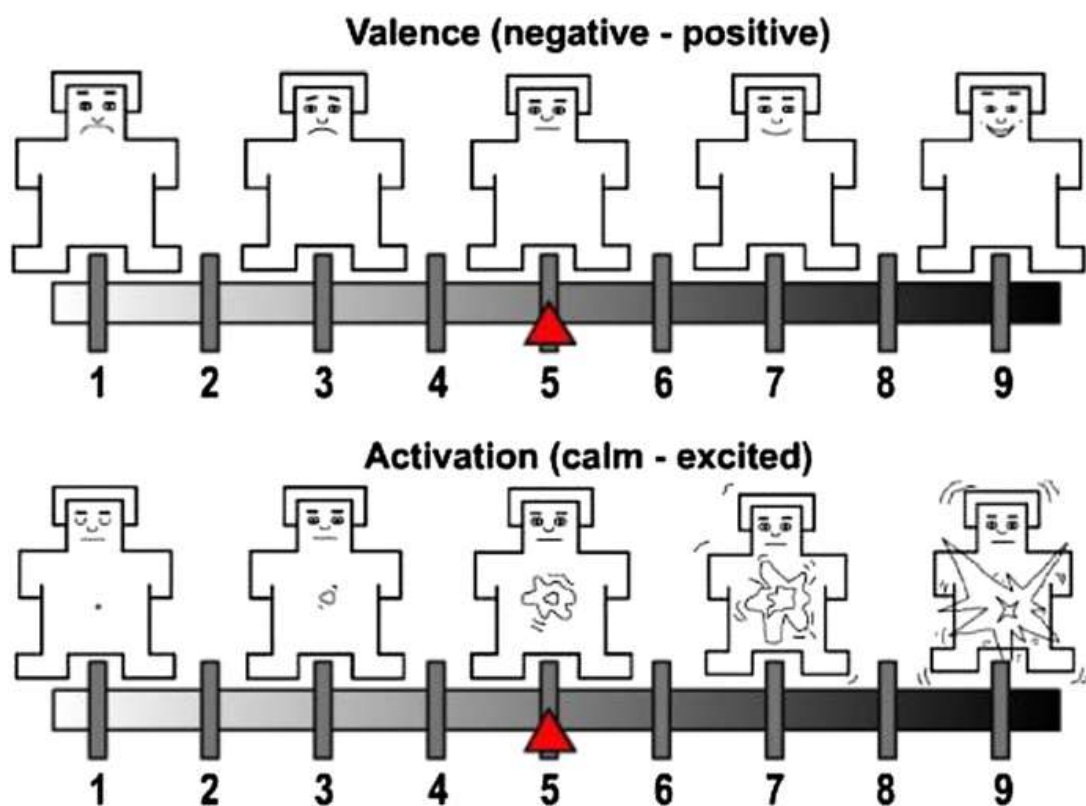 Valence (negative - positive)
1 2 3 4 5 6 7 8 9
Activation (calm - excited)
1 2 3 4 5 6 7 8 9